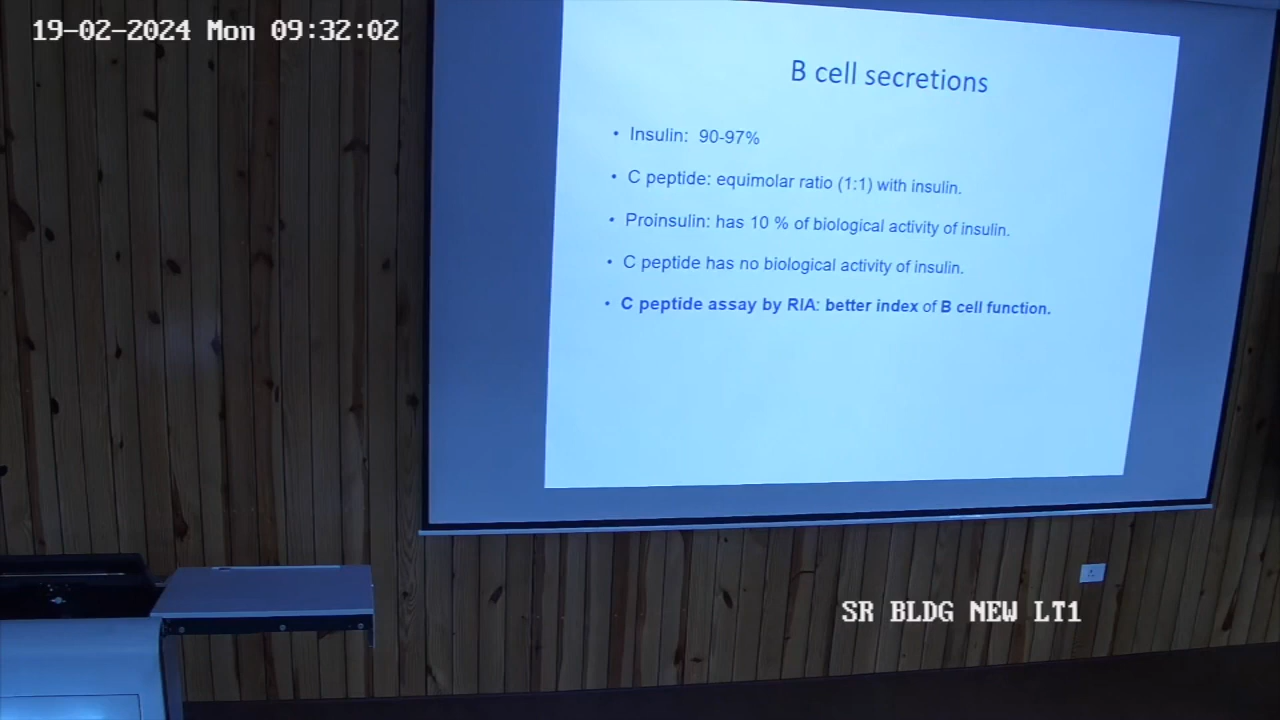 19-02-2024 Mon 09:32:02
B cell secretions
• Insulin: 90-97%
• C peptide: equimolar ratio (1:1) with insulin.
• Proinsulin: has 10 % of biological activity of insulin.
• C peptide has no biological activity of insulin.
• C peptide assay by RIA: better index of B cell function.
SR BLDG NEW LT1